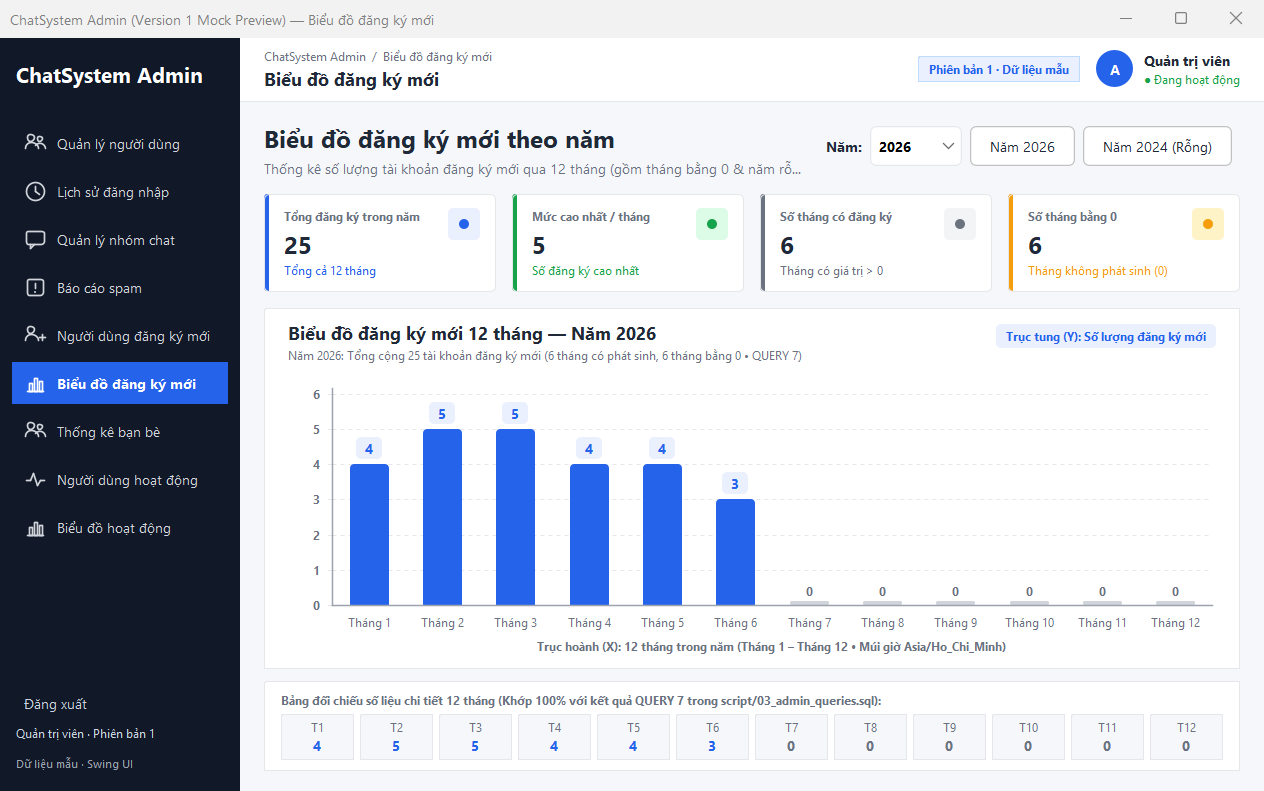 ChatSystem Admin (Version 1 Mock Preview) — Biểu đồ đăng ký mới
ChatSystem Admin
Quản lý người dùng
Lịch sử đăng nhập
Quản lý nhóm chat
Báo cáo spam
Người dùng đăng ký mới
Biểu đồ đăng ký mới
Thống kê bạn bè
Người dùng hoạt động
Biểu đồ hoạt động
Đăng xuất
Quản trị viên · Phiên bản 1
Dữ liệu mẫu · Swing UI
ChatSystem Admin / Biểu đồ đăng ký mới
Biểu đồ đăng ký mới
Phiên bản 1 · Dữ liệu mẫu
A
Quản trị viên
● Đang hoạt động
Biểu đồ đăng ký mới theo năm
Thống kê số lượng tài khoản đăng ký mới qua 12 tháng (gồm tháng bằng 0 & năm rỗ...
Năm:
2026
Năm 2026
Năm 2024 (Rỗng)
Tổng đăng ký trong năm
25
Tổng cả 12 tháng
Mức cao nhất / tháng
5
Số đăng ký cao nhất
Số tháng có đăng ký
6
Tháng có giá trị > 0
Số tháng bằng 0
6
Tháng không phát sinh (0)
Biểu đồ đăng ký mới 12 tháng — Năm 2026
Năm 2026: Tổng cộng 25 tài khoản đăng ký mới (6 tháng có phát sinh, 6 tháng bằng 0 • QUERY 7)
Trục tung (Y): Số lượng đăng ký mới
6
5
4
3
2
1
0
4 5 5 4 4 3 0 0 0 0 0 0
Tháng 1 Tháng 2 Tháng 3 Tháng 4 Tháng 5 Tháng 6 Tháng 7 Tháng 8 Tháng 9 Tháng 10 Tháng 11 Tháng 12
Trục hoành (X): 12 tháng trong năm (Tháng 1 – Tháng 12 • Múi giờ Asia/Ho_Chi_Minh)
Bảng đối chiếu số liệu chi tiết 12 tháng (Khớp 100% với kết quả QUERY 7 trong script/03_admin_queries.sql):
T1 T2 T3 T4 T5 T6 T7 T8 T9 T10 T11 T12
4 5 5 4 4 3 0 0 0 0 0 0